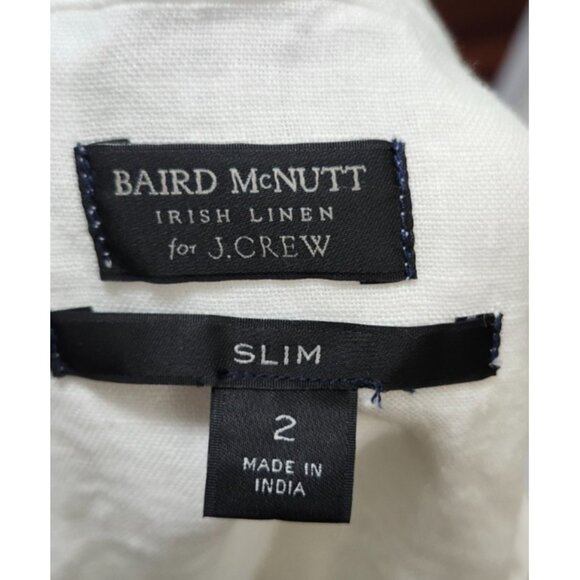 BAIRD McNUTT
IRISH LINEN
for J.CREW
SLIM
2
MADE IN
INDIA